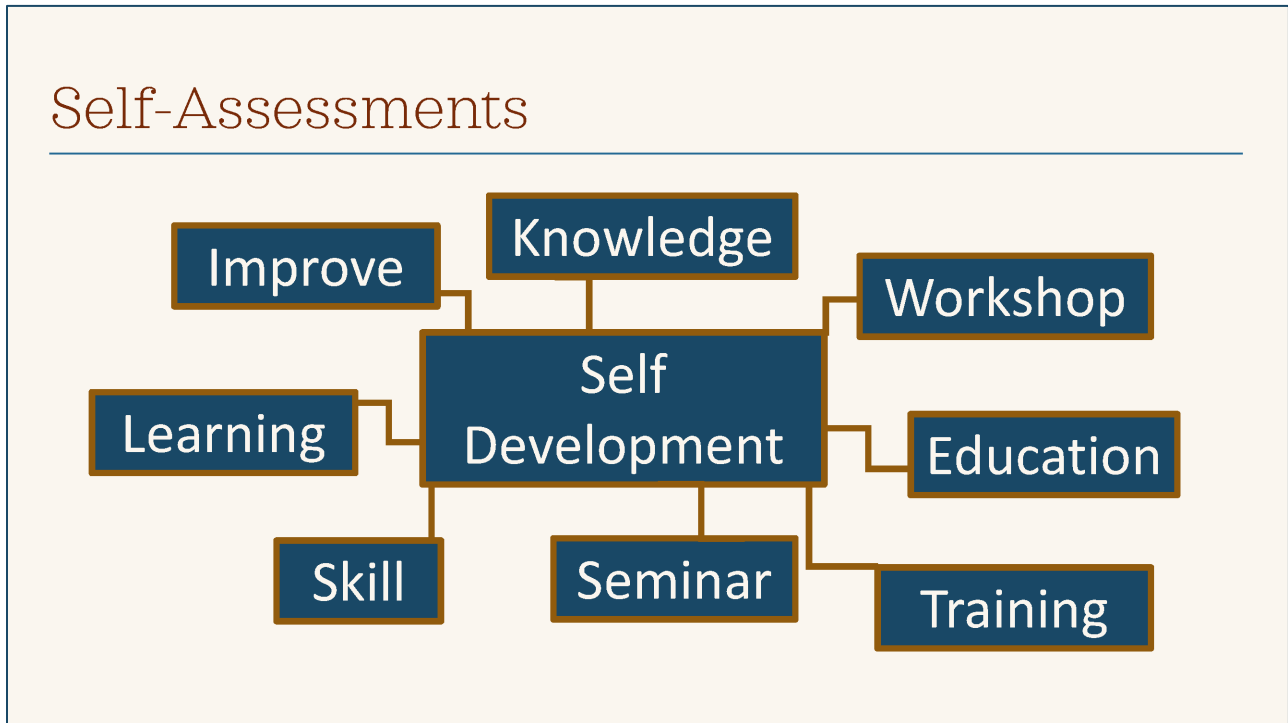 Self-Assessments
Knowledge
Improve
Workshop
Self
Development
Learning
Education
Skill
Seminar
Training